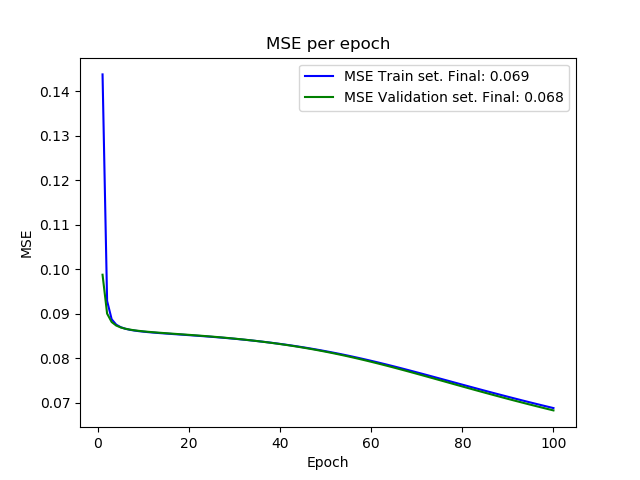 MSE per epoch
MSE Train set. Final: 0.069
MSE Validation set. Final: 0.068
0.14
0.13
0.12
0.11
0.10
0.09
0.08
0.07
MSE
0
20
40
60
80
100
Epoch